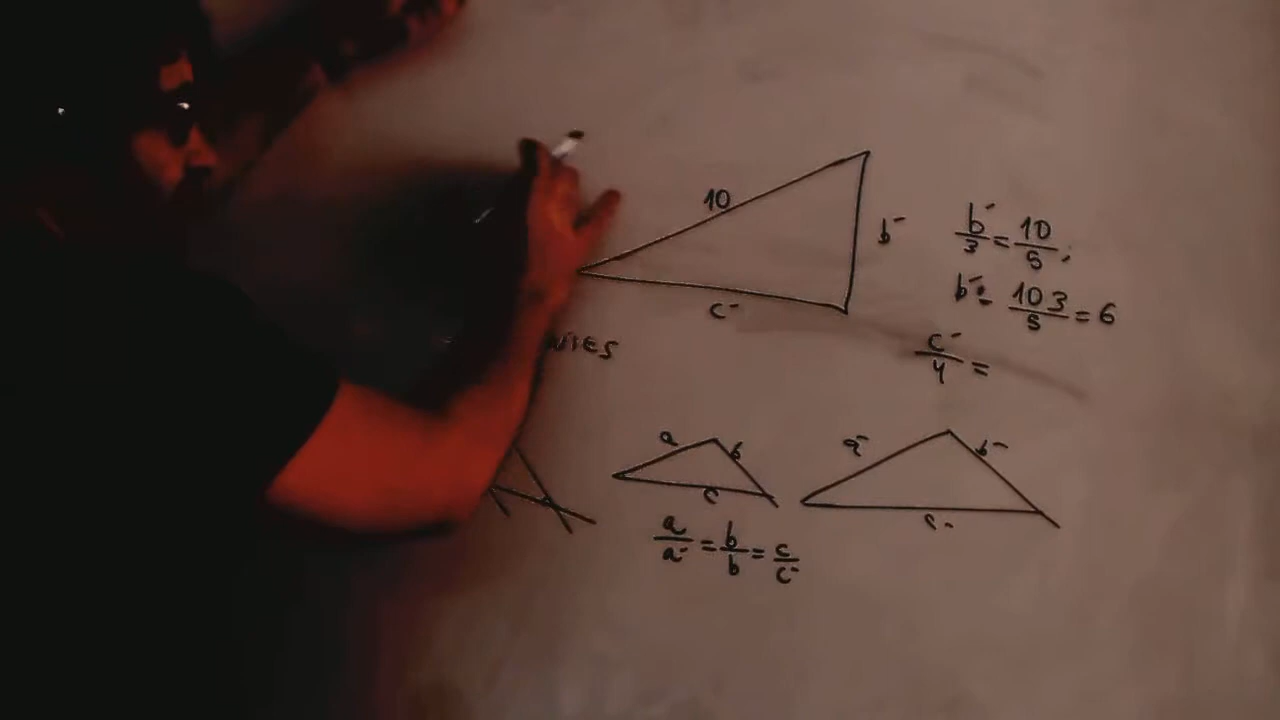 10
b'
c'
b'/3 = 10/5;
b' = 10 3/5 = 6
c'/4 =
a
b
c
a'
b'
c'
a/a' = b/b = c/c'